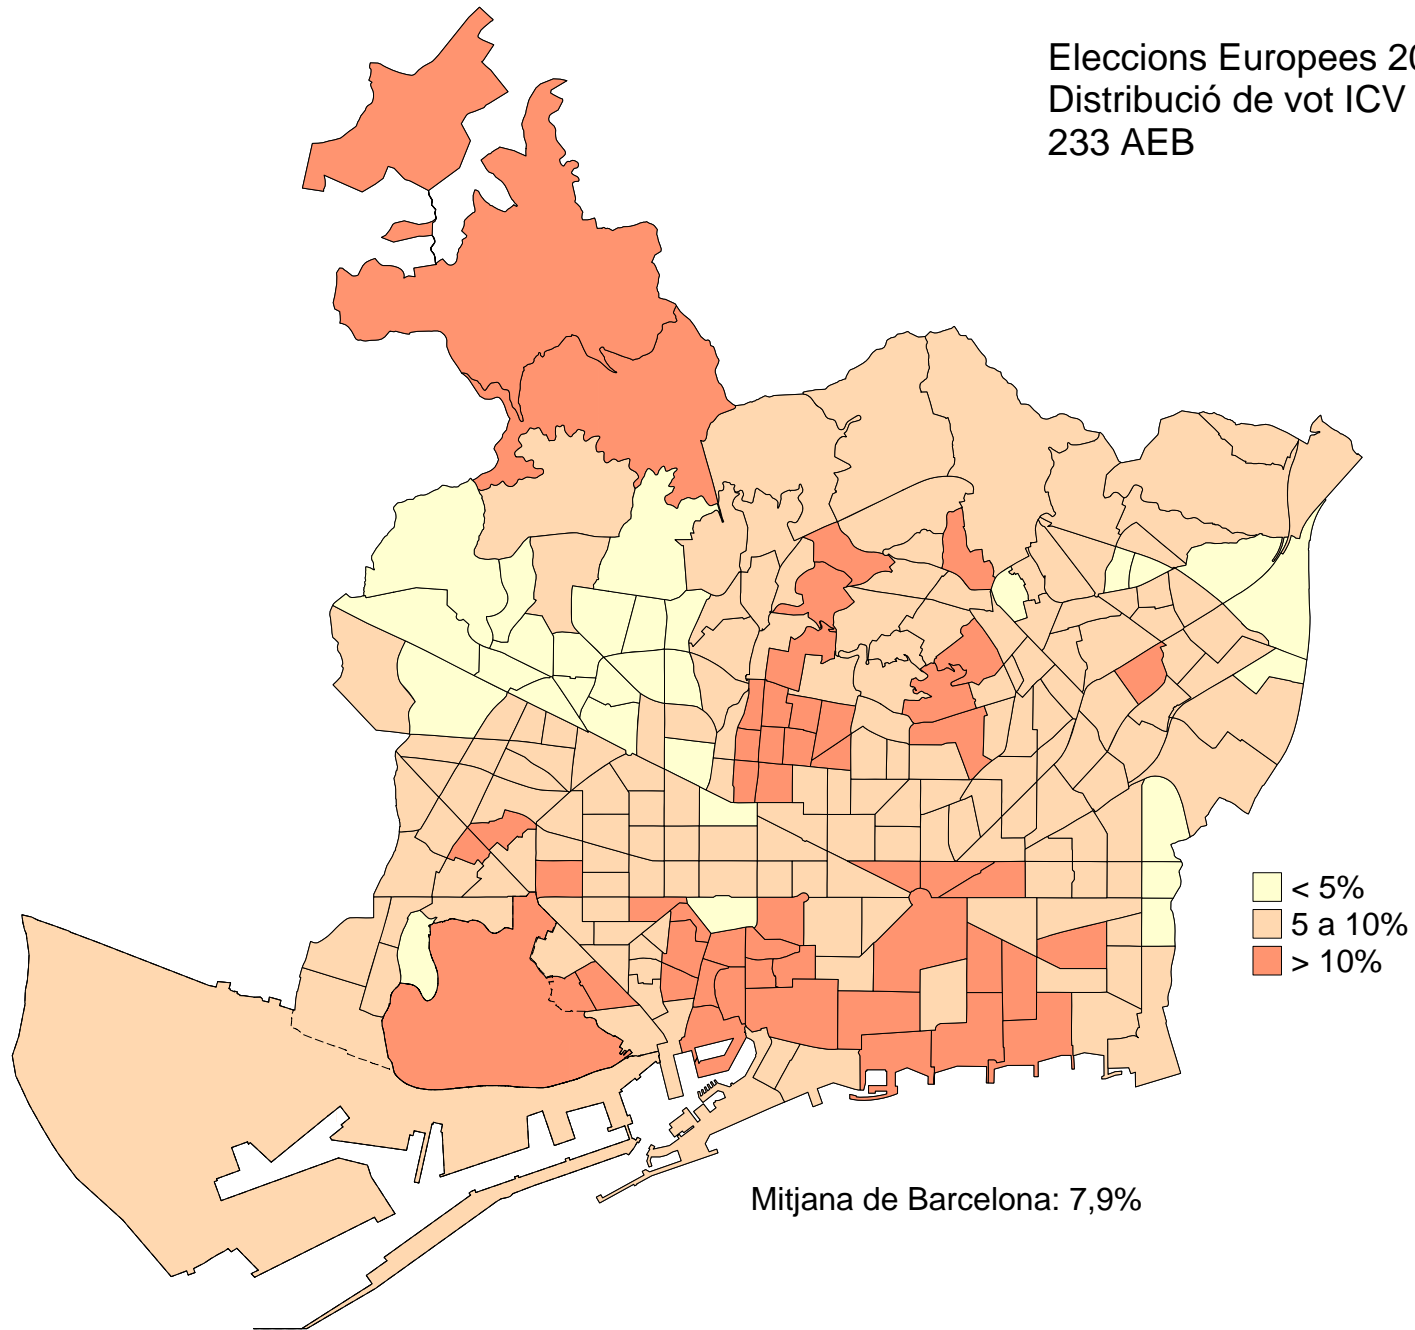 Eleccions Europees 20
Distribució de vot ICV
233 AEB
< 5%
5 a 10%
> 10%
Mitjana de Barcelona: 7,9%